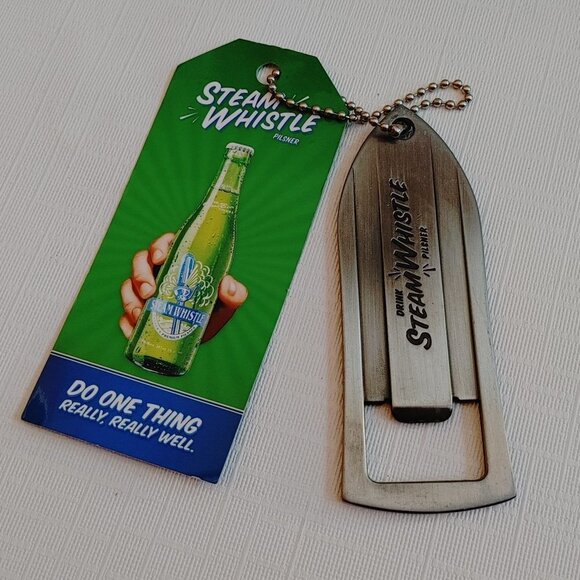 STEAM
WHISTLE
PILSNER
STEAM WHISTLE
DO ONE THING
REALLY, REALLY WELL.
DRINK
STEAM WHISTLE
PILSNER